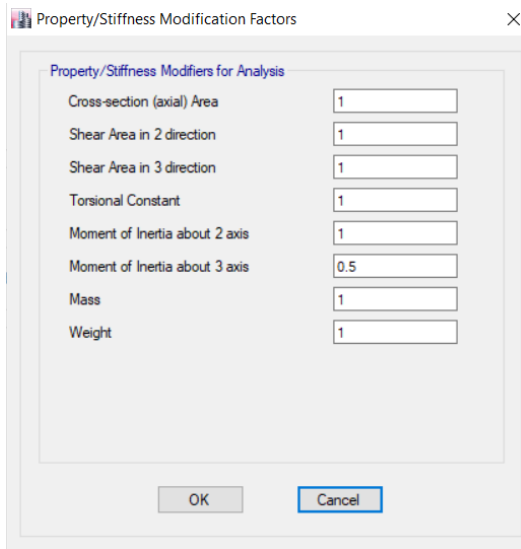 Property/Stiffness Modification Factors
Property/Stiffness Modifiers for Analysis
Cross-section (axial) Area 1
Shear Area in 2 direction 1
Shear Area in 3 direction 1
Torsional Constant 1
Moment of Inertia about 2 axis 1
Moment of Inertia about 3 axis 0.5
Mass 1
Weight 1
OK Cancel